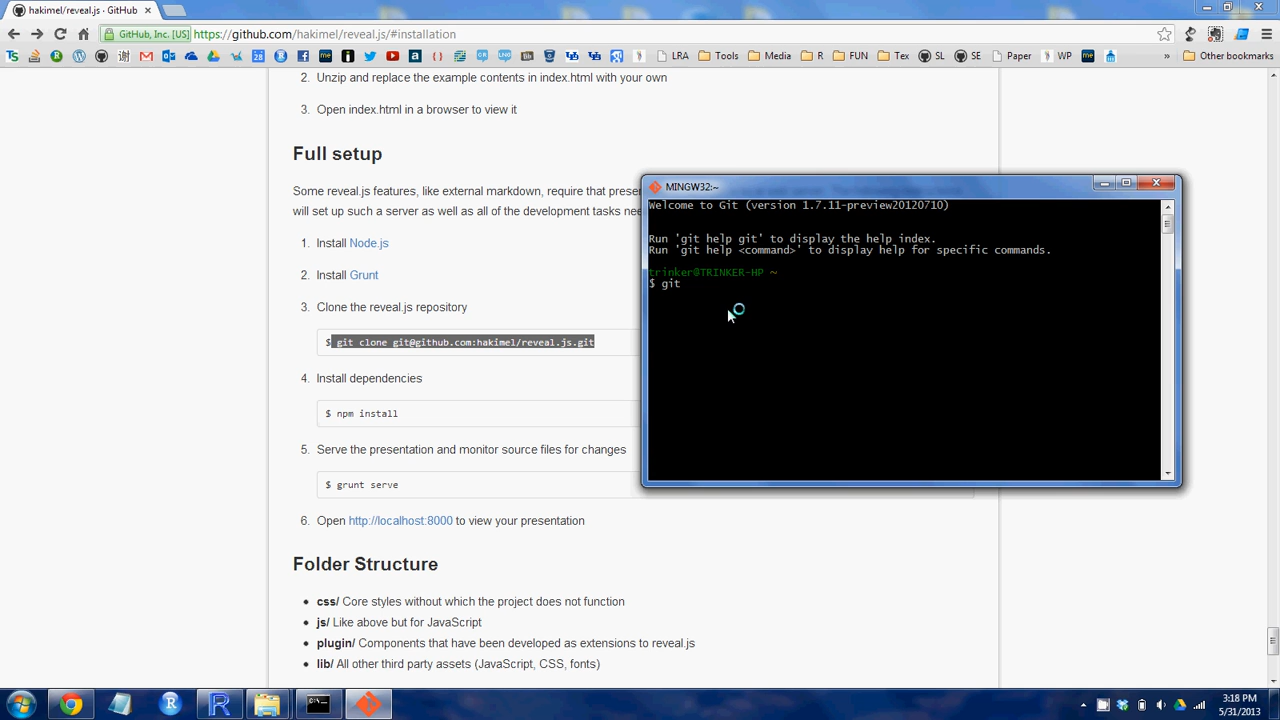 hakimel/reveal.js · GitHub
GitHub, Inc. [US] https://github.com/hakimel/reveal.js/#installation
LRA Tools Media R FUN Tex SL SE Paper WP » Other bookmarks
2. Unzip and replace the example contents in index.html with your own
3. Open index.html in a browser to view it
Full setup
Some reveal.js features, like external markdown, require that
will set up such a server as well as all of the development tasks
1. Install Node.js
2. Install Grunt
3. Clone the reveal.js repository
$ git clone git@github.com:hakimel/reveal.js.git
4. Install dependencies
$ npm install
5. Serve the presentation and monitor source files for changes
$ grunt serve
6. Open http://localhost:8000 to view your presentation
Folder Structure
• css/ Core styles without which the project does not function
• js/ Like above but for JavaScript
• plugin/ Components that have been developed as extensions to reveal.js
• lib/ All other third party assets (JavaScript, CSS, fonts)
MINGW32:~
Welcome to Git (version 1.7.11-preview20120710)
Run 'git help git' to display the help index.
Run 'git help <command>' to display help for specific commands.
trinker@TRINKER-HP ~
$ git
3:18 PM
5/31/2013